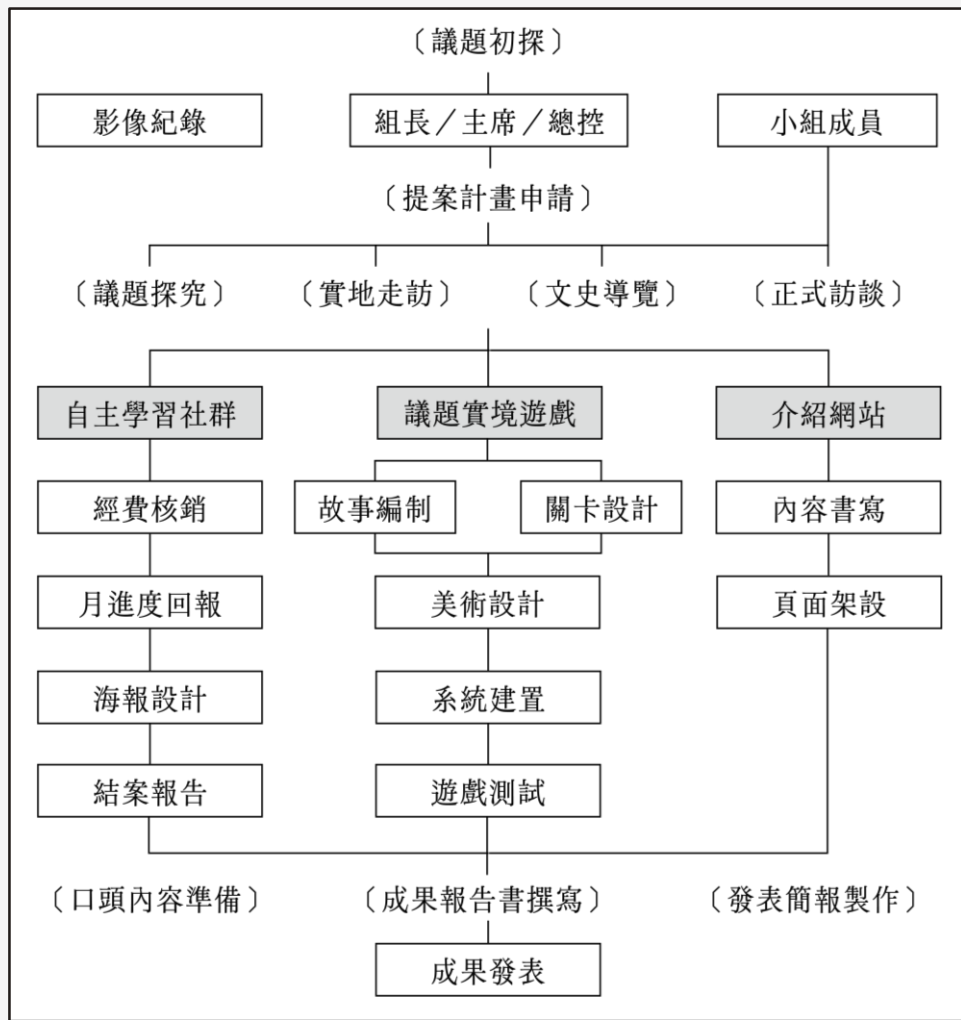 〔議題初探〕
影像紀錄
組長／主席／總控
小組成員
〔提案計畫申請〕
〔議題探究〕
〔實地走訪〕
〔文史導覽〕
〔正式訪談〕
自主學習社群
議題實境遊戲
介紹網站
經費核銷
故事編制
關卡設計
內容書寫
月進度回報
美術設計
頁面架設
海報設計
系統建置
結案報告
遊戲測試
〔口頭內容準備〕
〔成果報告書撰寫〕
〔發表簡報製作〕
成果發表